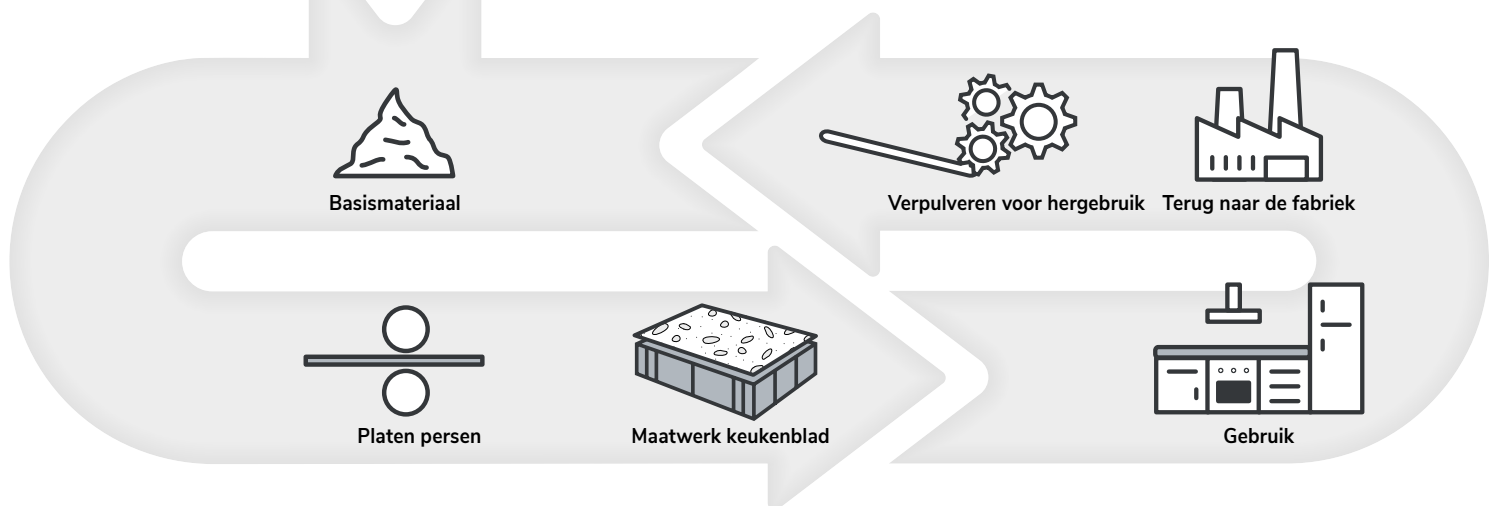 Basismateriaal
Verpulveren voor hergebruik
Terug naar de fabriek
Platen persen
Maatwerk keukenblad
Gebruik